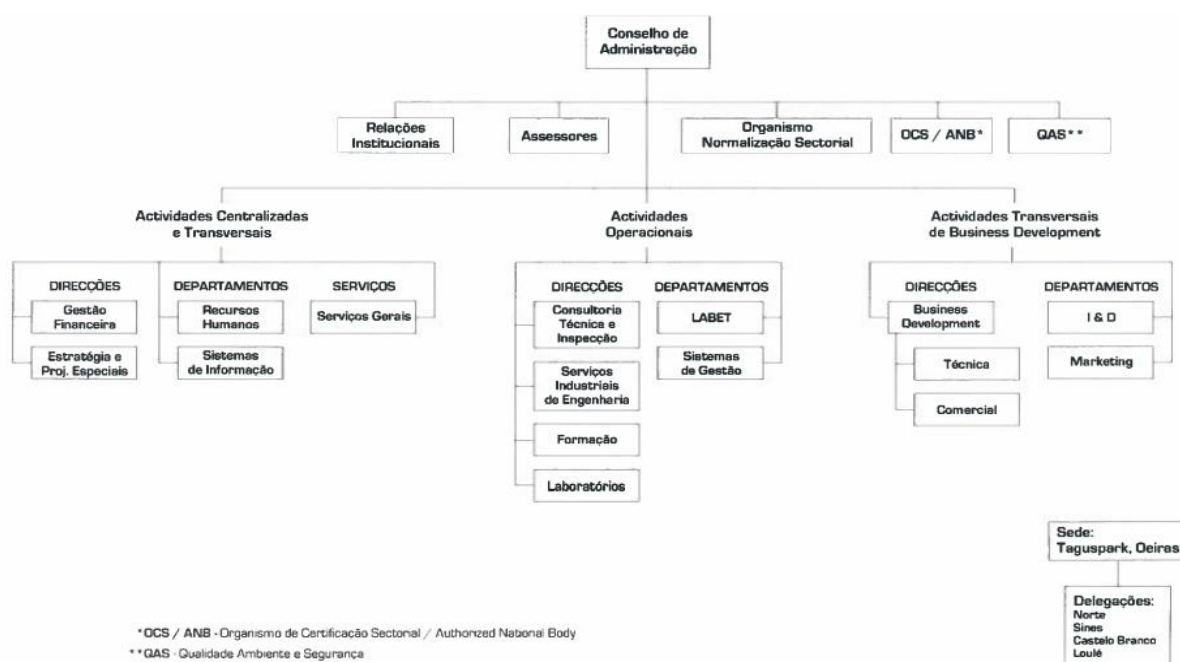 Conselho de
Administração
Relações
Institucionais
Assessores
Organismo
Normalização Sectorial
OCS / ANB*
QAS**
Actividades Centralizadas
e Transversais
DIRECÇÕES
Gestão
Financeira
Estratégia e
Proj. Especiais
DEPARTAMENTOS
Recursos
Humanos
Sistemas
de Informação
SERVIÇOS
Serviços Gerais
Actividades
Operacionais
DIRECÇÕES
Consultoria
Técnica e
Inspecção
Serviços
Industriais
de Engenharia
Formação
Laboratórios
DEPARTAMENTOS
LABET
Sistemas
de Gestão
Actividades Transversais
de Business Development
DIRECÇÕES
Business
Development
Técnica
Comercial
DEPARTAMENTOS
I & D
Marketing
Sede:
Taguspark, Oeiras
Delegações:
Norte
Sines
Castelo Branco
Loulé
*OCS / ANB - Organismo de Certificação Sectorial / Authorized National Body
**QAS - Qualidade Ambiente e Segurança